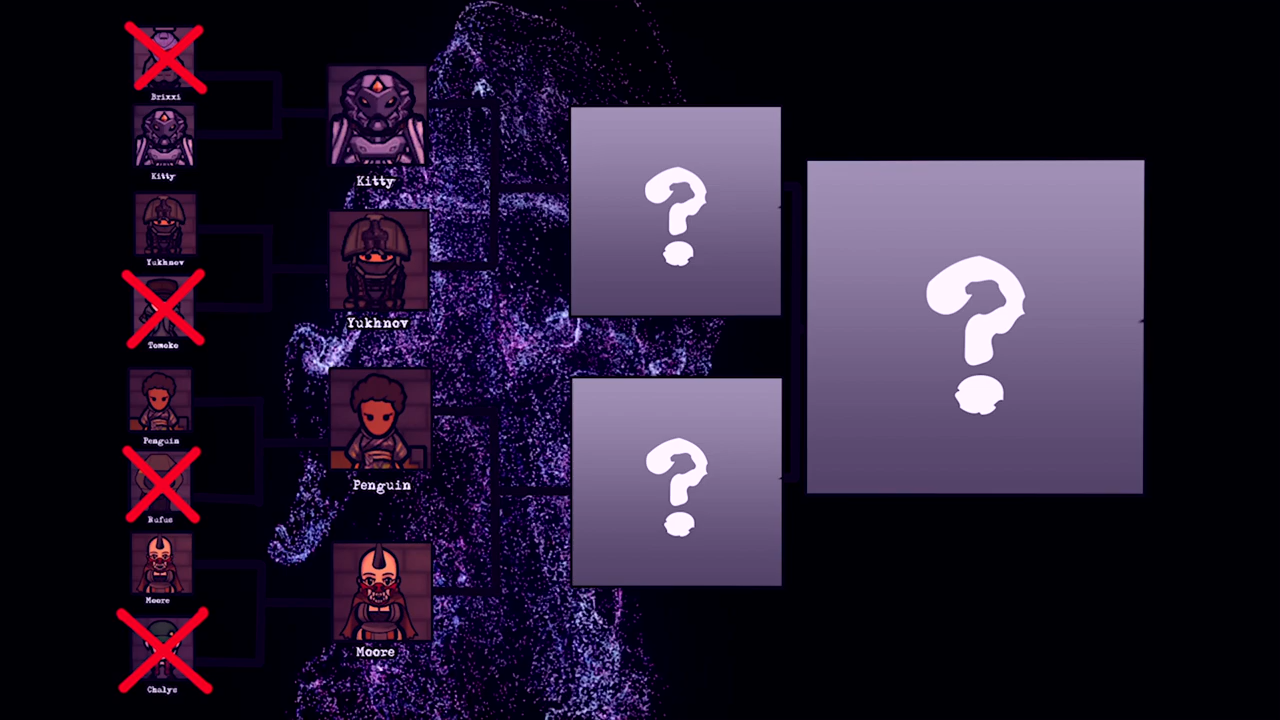 Brixxi
Kitty
Yukhnov
Tomoko
Penguin
Rufus
Moore
Chalys
Kitty
Yukhnov
Penguin
Moore
?
?
?